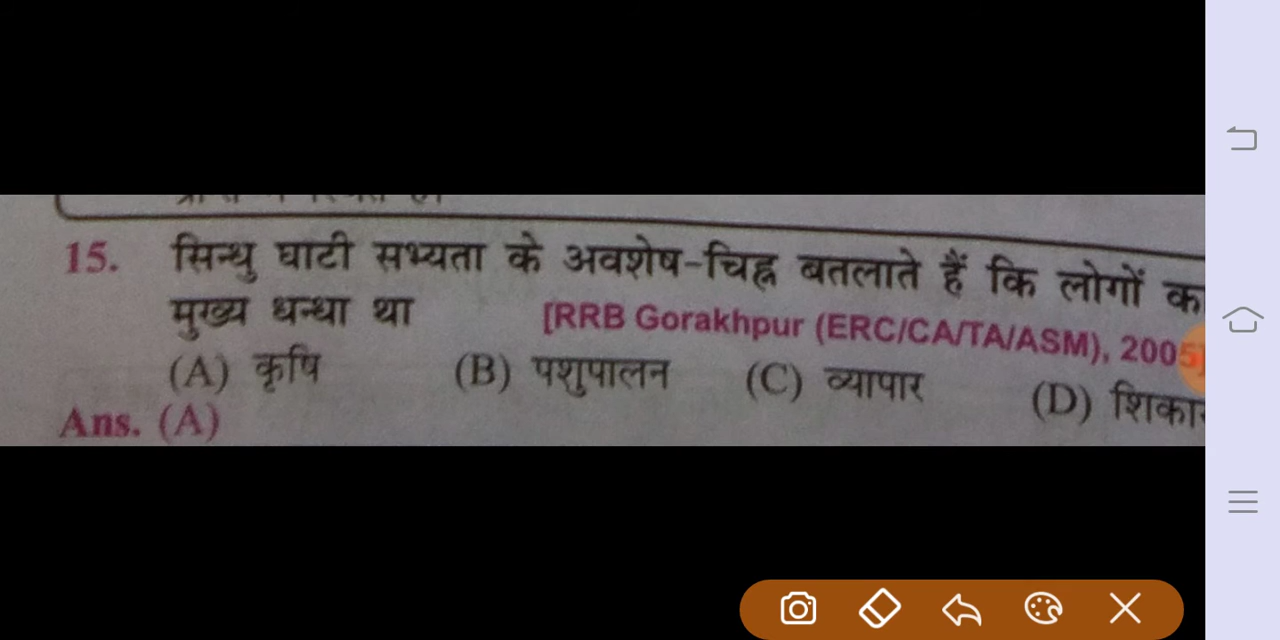 15. सिन्धु घाटी सभ्यता के अवशेष-चिह्न बतलाते हैं कि लोगों
मुख्य धन्धा था [RRB Gorakhpur (ERC/CA/TA/ASM), 2005]
(A) कृषि (B) पशुपालन (C) व्यापार (D)
Ans. (A)